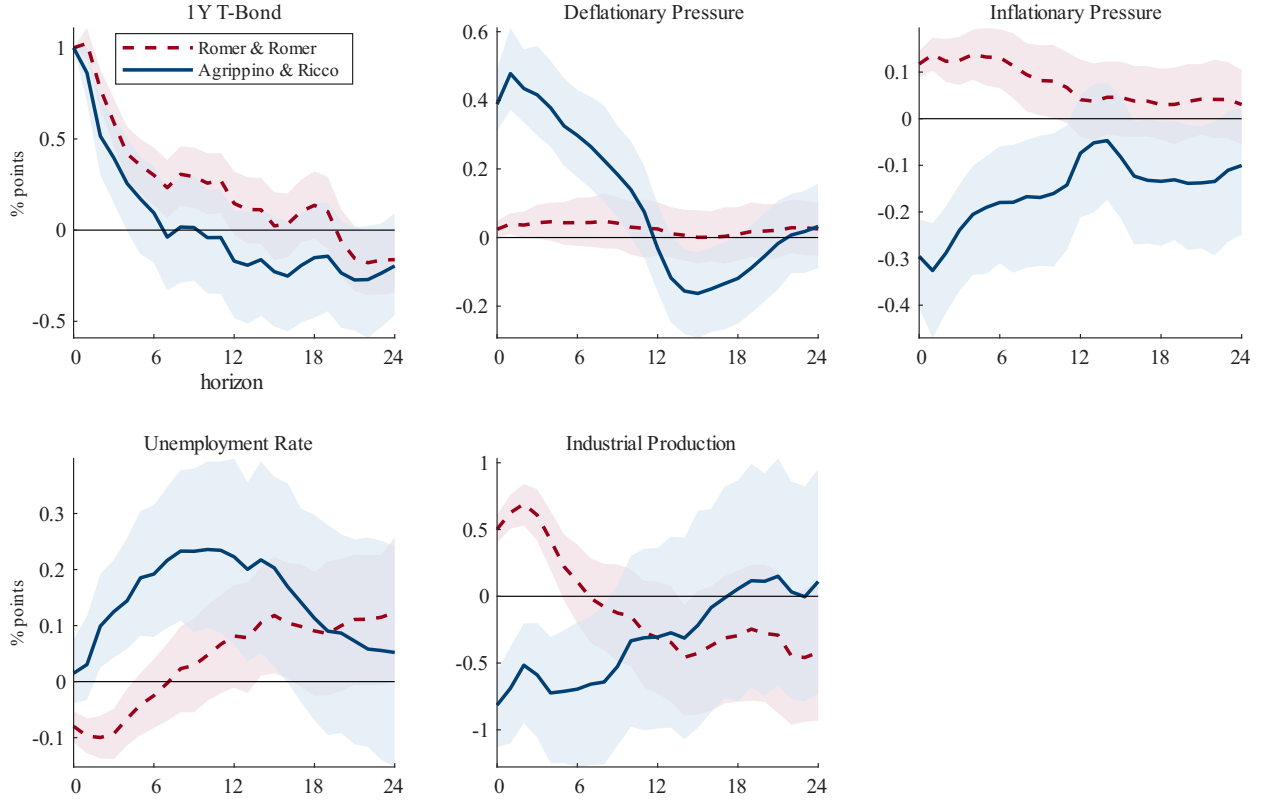 1Y T-Bond
Deflationary Pressure
Inflationary Pressure
Romer & Romer
Agrippino & Ricco
% points
1
0.5
0
-0.5
0 6 12 18 24
horizon
0.6
0.4
0.2
0
-0.2
0 6 12 18 24
0.1
0
-0.1
-0.2
-0.3
-0.4
0 6 12 18 24
Unemployment Rate
Industrial Production
% points
0.3
0.2
0.1
0
-0.1
0 6 12 18 24
1
0.5
0
-0.5
-1
0 6 12 18 24